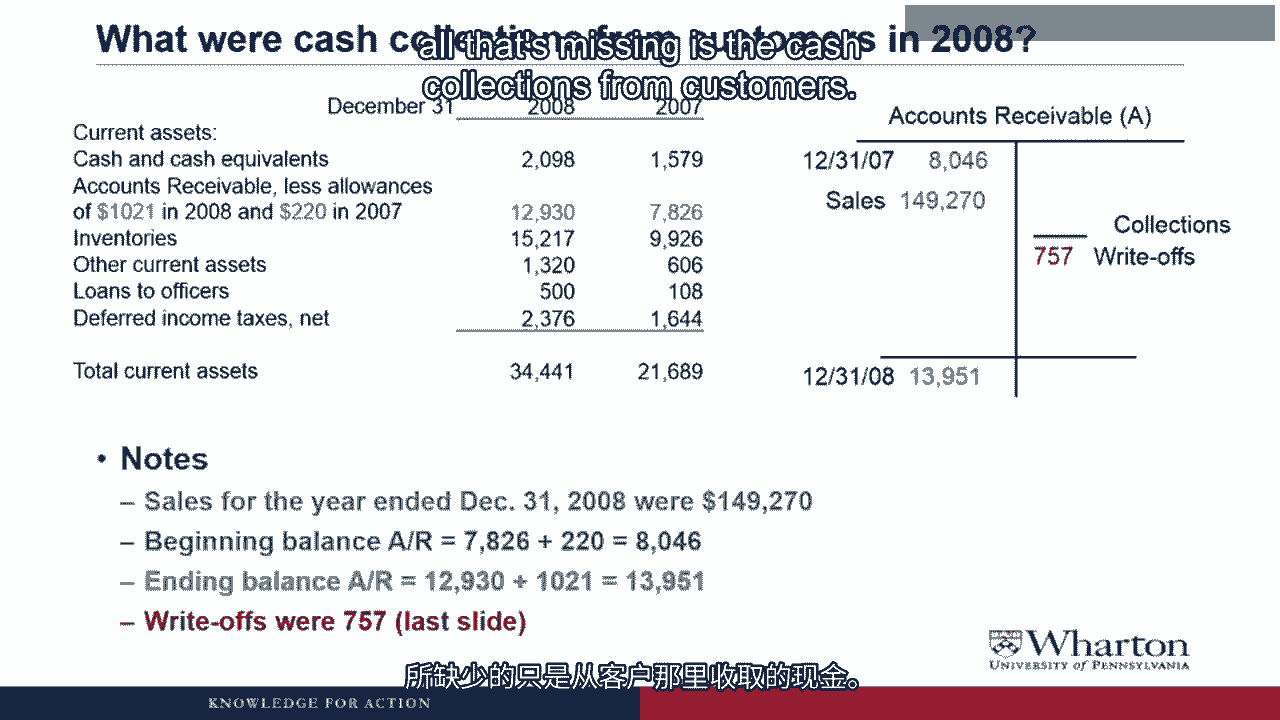 What were cash collections from customers in 2008?
all that's missing is the cash
collections from customers.
December 31 2008 2007
Current assets:
Cash and cash equivalents 2,098 1,579
Accounts Receivable, less allowances
of $1021 in 2008 and $220 in 2007 12,930 7,826
Inventories 15,217 9,926
Other current assets 1,320 606
Loans to officers 500 108
Deferred income taxes, net 2,376 1,644
Total current assets 34,441 21,689
Accounts Receivable (A)
12/31/07 8,046
Sales 149,270
Collections
757 Write-offs
12/31/08 13,951
• Notes
– Sales for the year ended Dec. 31, 2008 were $149,270
– Beginning balance A/R = 7,826 + 220 = 8,046
– Ending balance A/R = 12,930 + 1021 = 13,951
– Write-offs were 757 (last slide)
Wharton
UNIVERSITY of PENNSYLVANIA
所缺少的只是从客户那里收取的现金。
KNOWLEDGE FOR ACTION